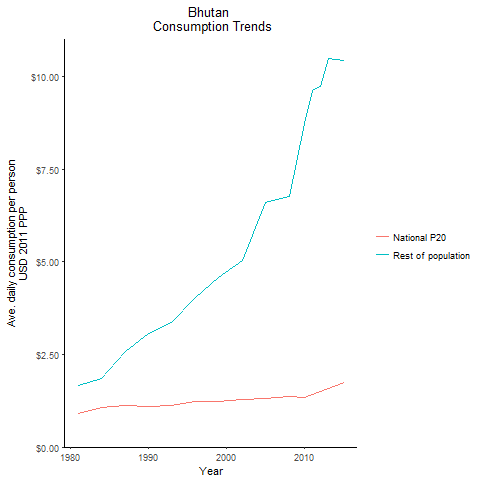 Bhutan
Consumption Trends
$10.00
$7.50
$5.00
$2.50
$0.00
Ave. daily consumption per person
USD 2011 PPP
1980
1990
2000
2010
Year
National P20
Rest of population